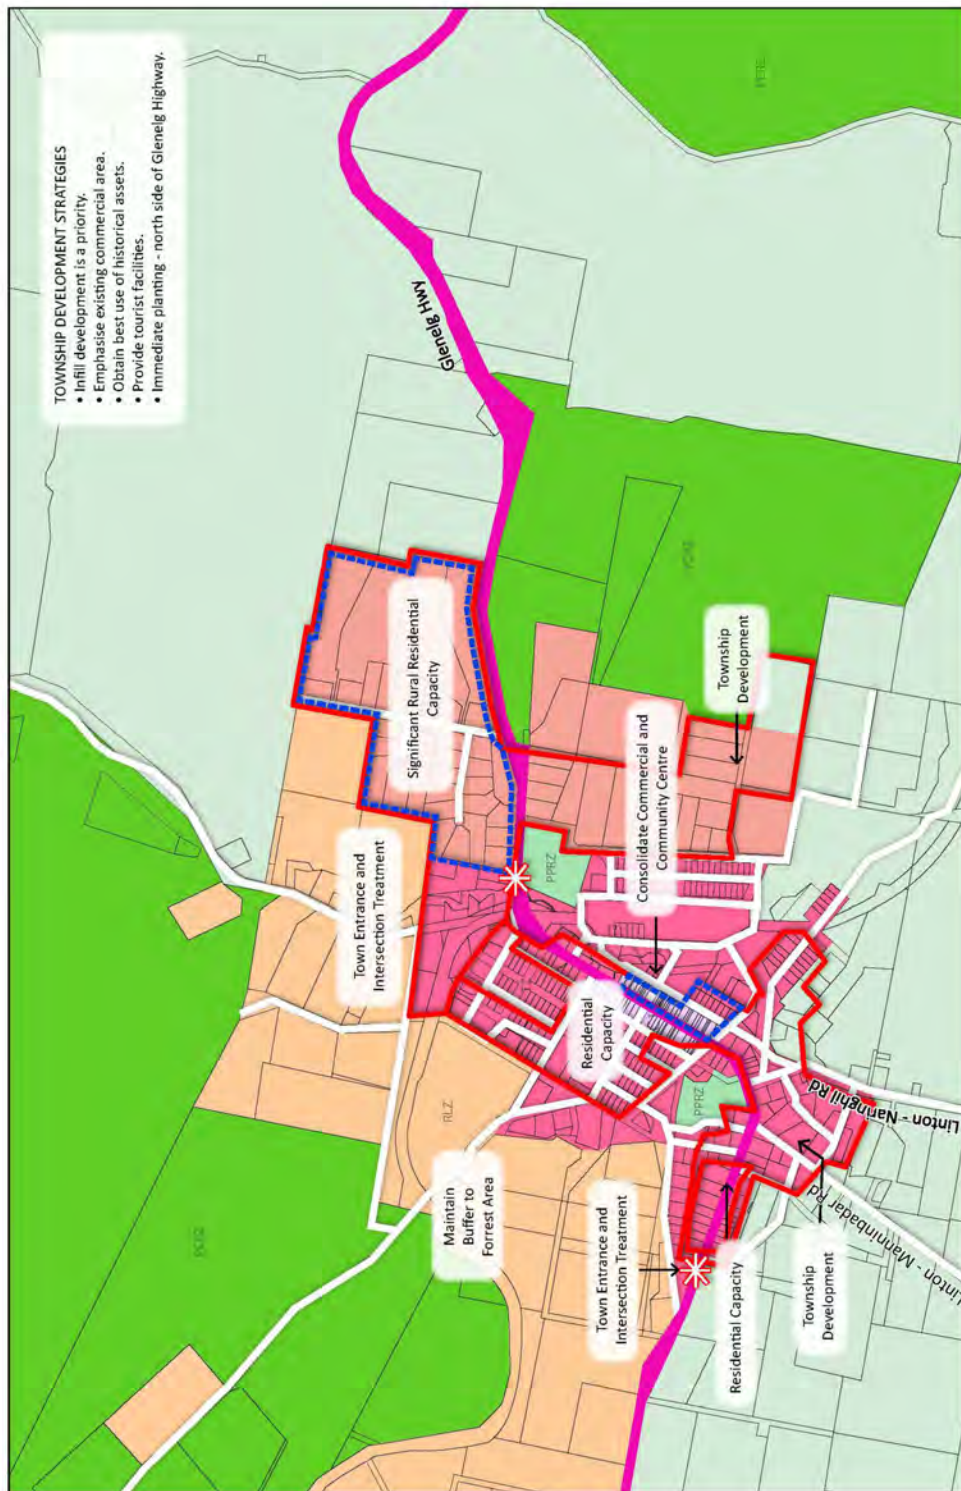 TOWNSHIP DEVELOPMENT STRATEGIES
• Infill development is a priority.
• Emphasise existing commercial area.
• Obtain best use of historical assets.
• Provide tourist facilities.
• Immediate planting - north side of Glenelg Highway.
Glenelg Hwy
Significant Rural Residential
Capacity
Town Entrance and
Intersection Treatment
PPRZ
Township
Development
Consolidate Commercial and
Community Centre
Residential
Capacity
RLZ
Maintain
Buffer to
Forrest Area
PPRZ
Town Entrance and
Intersection Treatment
Residential Capacity
Township
Development
Linton - Naringhil Rd
Linton - Manninbadar Rd